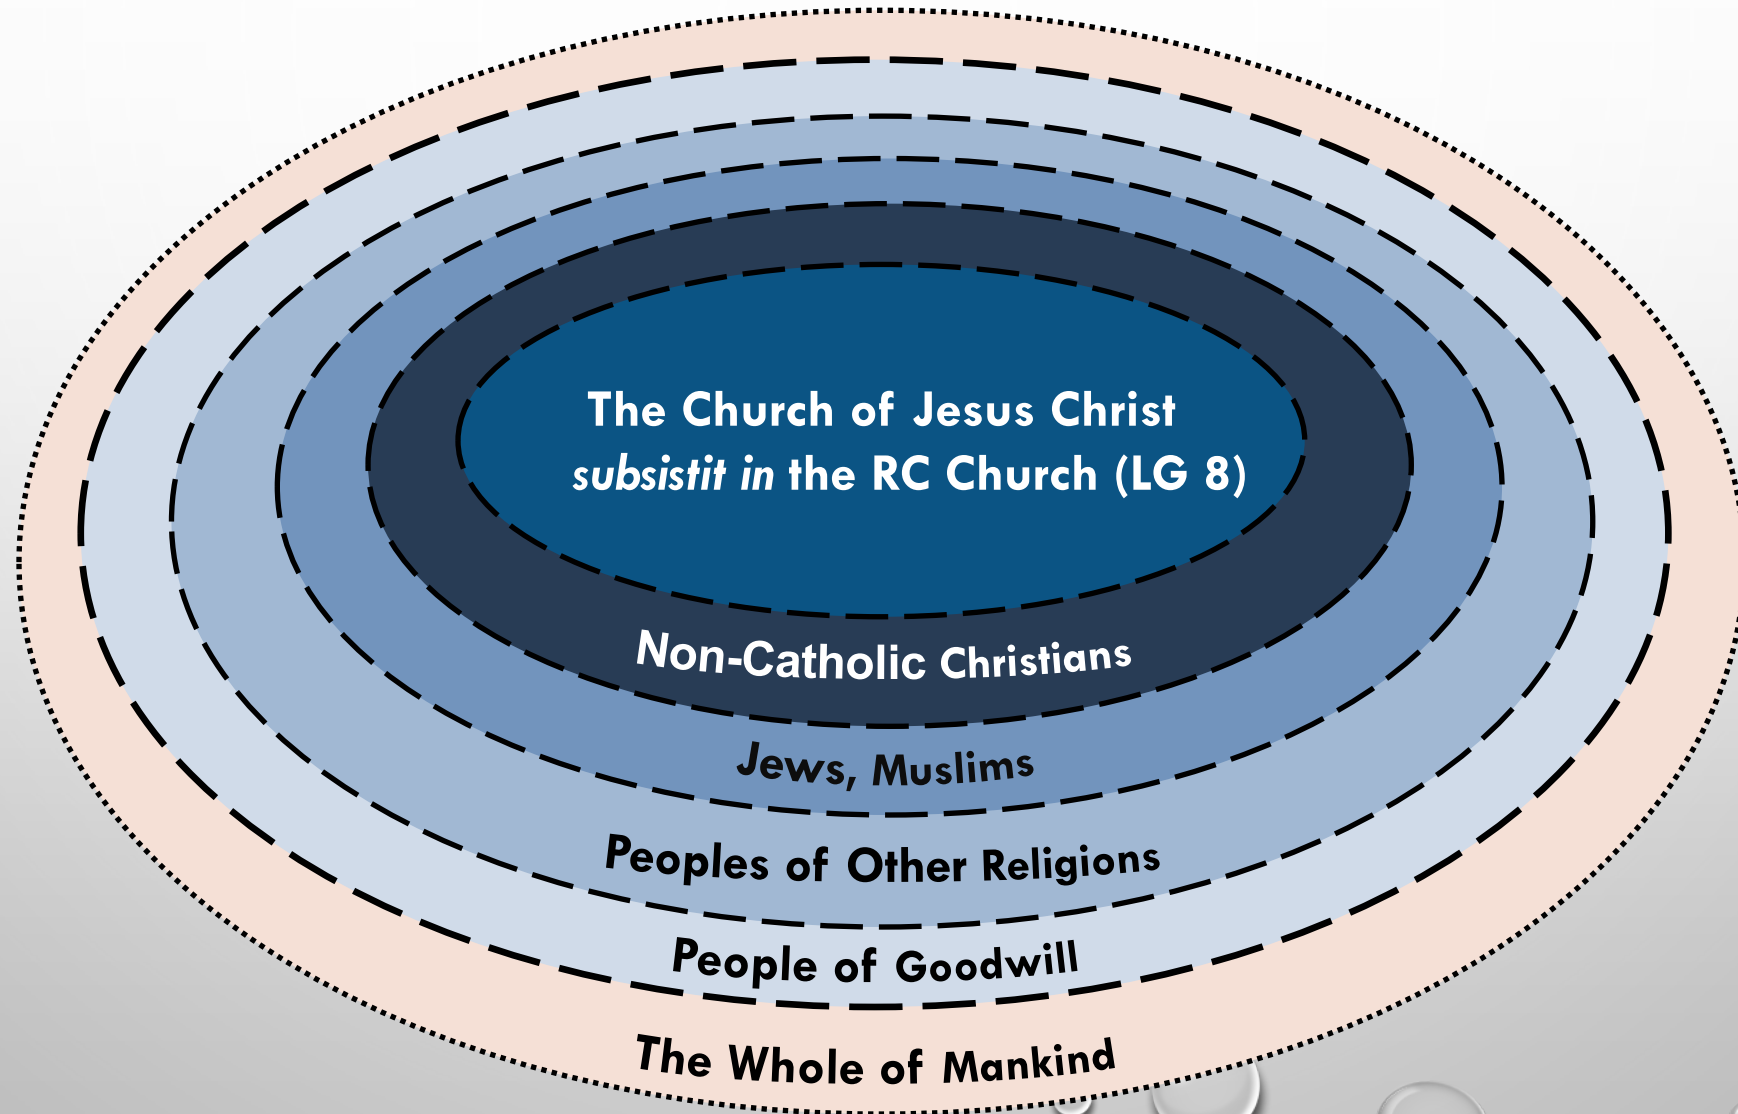 The Church of Jesus Christ
subsistit in the RC Church (LG 8)
Non-Catholic Christians
Jews, Muslims
Peoples of Other Religions
People of Goodwill
The Whole of Mankind